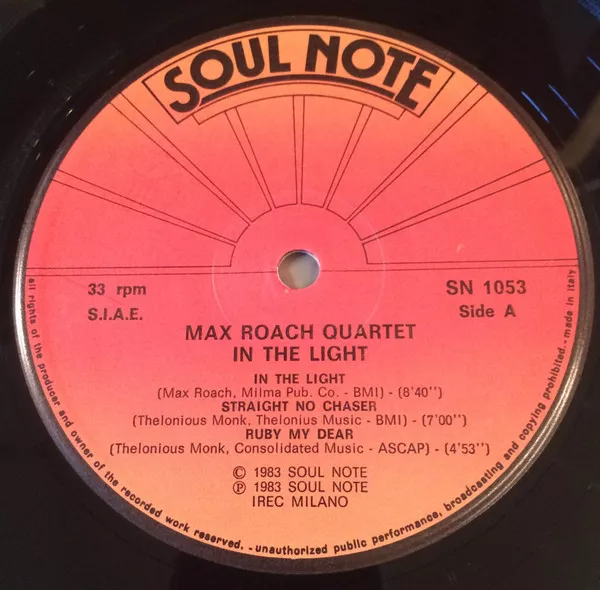 SOUL NOTE
33 rpm
S.I.A.E.
SN 1053
Side A
MAX ROACH QUARTET
IN THE LIGHT
IN THE LIGHT
(Max Roach, Milma Pub. Co. - BMI) - (8'40'')
STRAIGHT NO CHASER
(Thelonious Monk, Thelonius Music - BMI) - (7'00'')
RUBY MY DEAR
(Thelonious Monk, Consolidated Music - ASCAP) - (4'53'')
© 1983 SOUL NOTE
℗ 1983 SOUL NOTE
IREC MILANO
all rights of the producer and owner of the recorded work reserved. - unauthorized public performance, broadcasting and copying prohibited. - made in italy